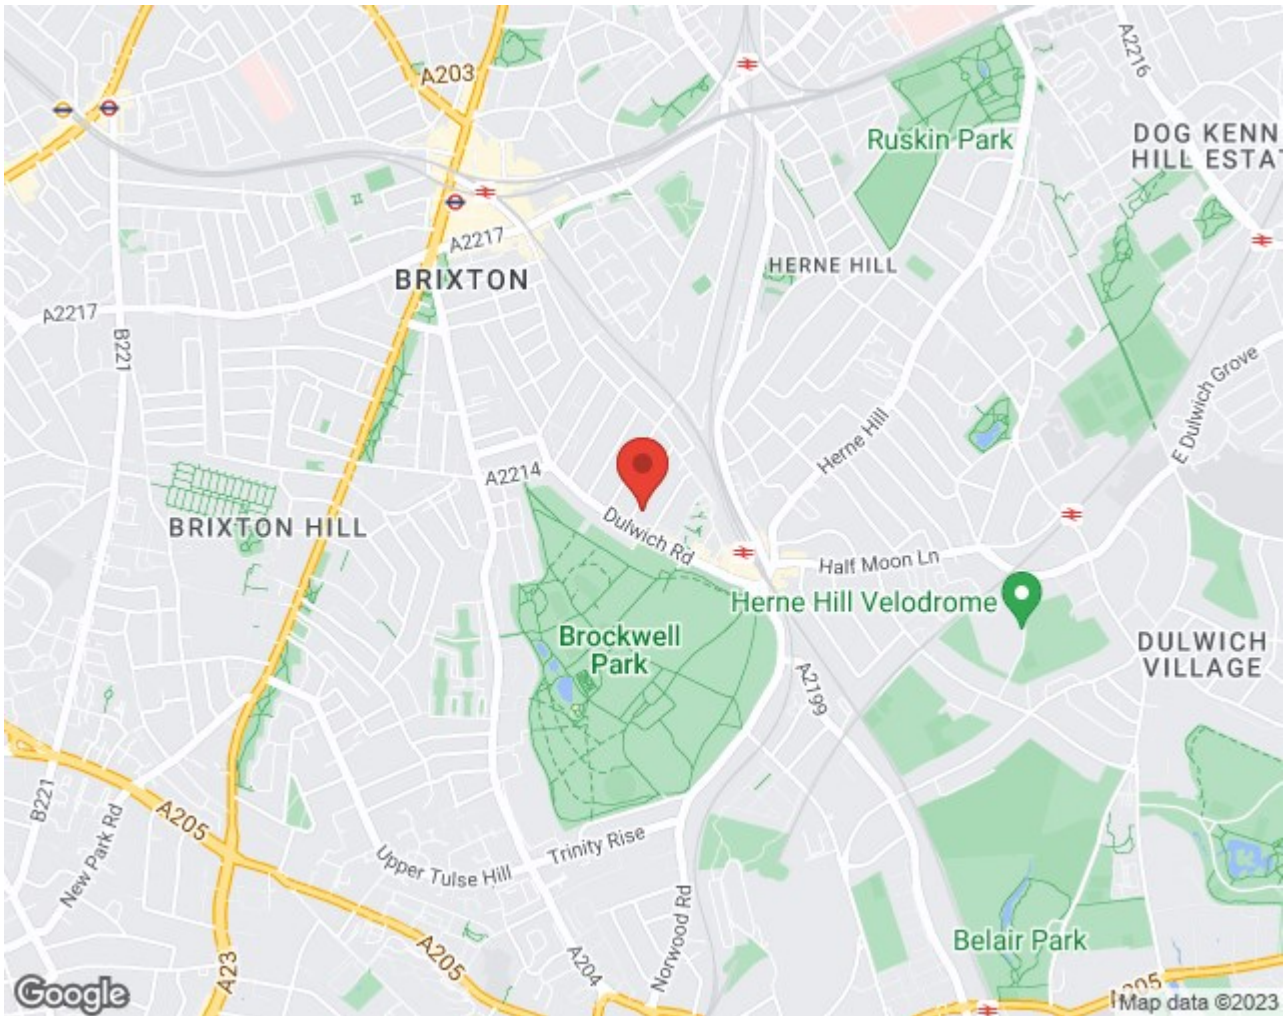 A203
A2216
Ruskin Park
DOG KENN
HILL ESTA
A2217
BRIXTON
HERNE HILL
A2217
B221
E Dulwich Grove
Herne Hill
A2214
BRIXTON HILL
Dulwich Rd
Half Moon Ln
Herne Hill Velodrome
Brockwell
Park
DULWICH
VILLAGE
A2199
B221
New Park Rd
A205
Upper Tulse Hill
Trinity Rise
Norwood Rd
A23
A205
A204
Belair Park
Google
Map data ©2023